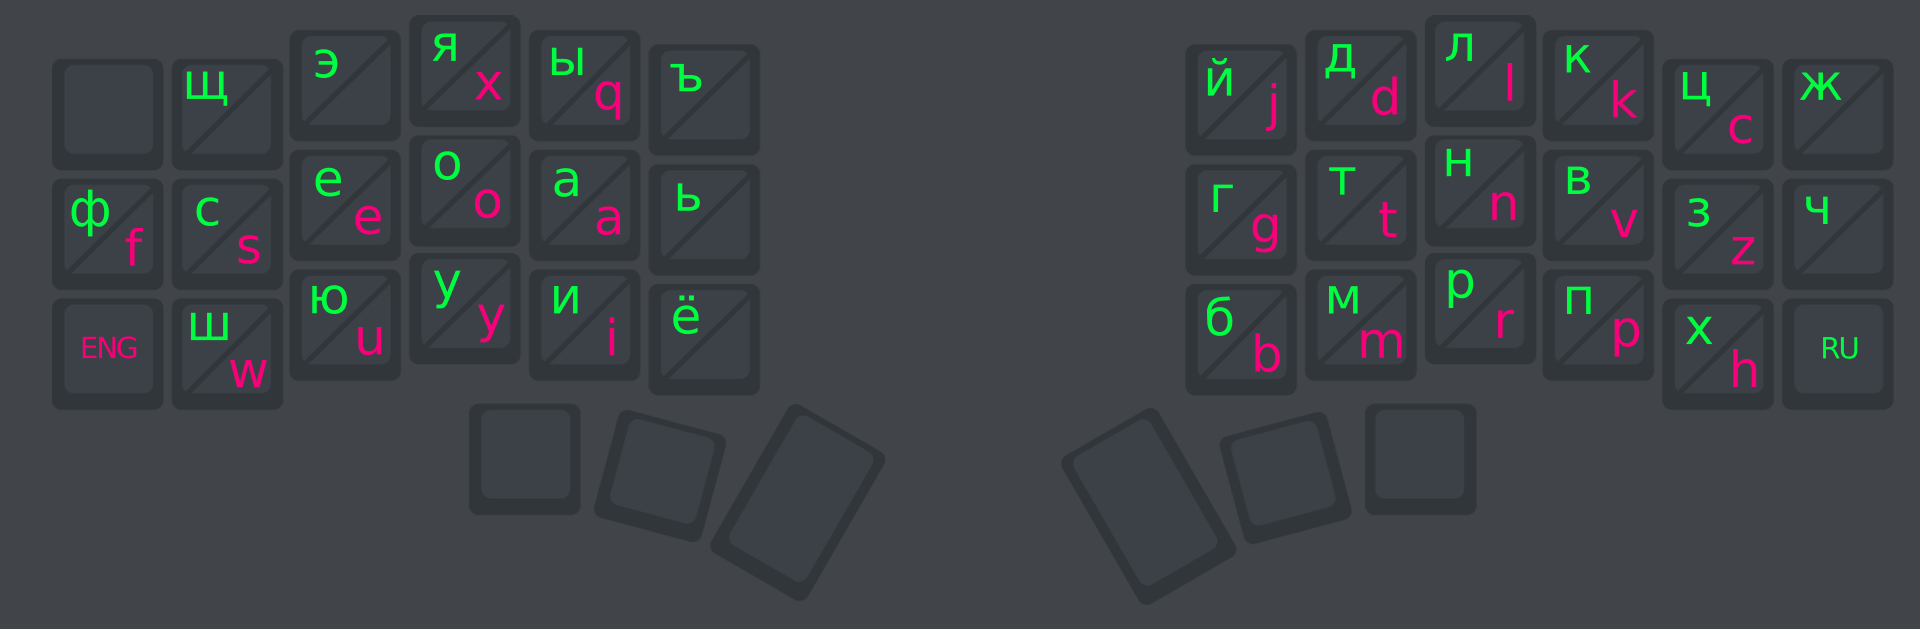 щ э я x ы q ъ й j д d л l к k ц c ж
ф f с s е e о o а a ь г g т t н n в v з z ч
ENG ш w ю u у y и i ё б b м m р r п p х h RU